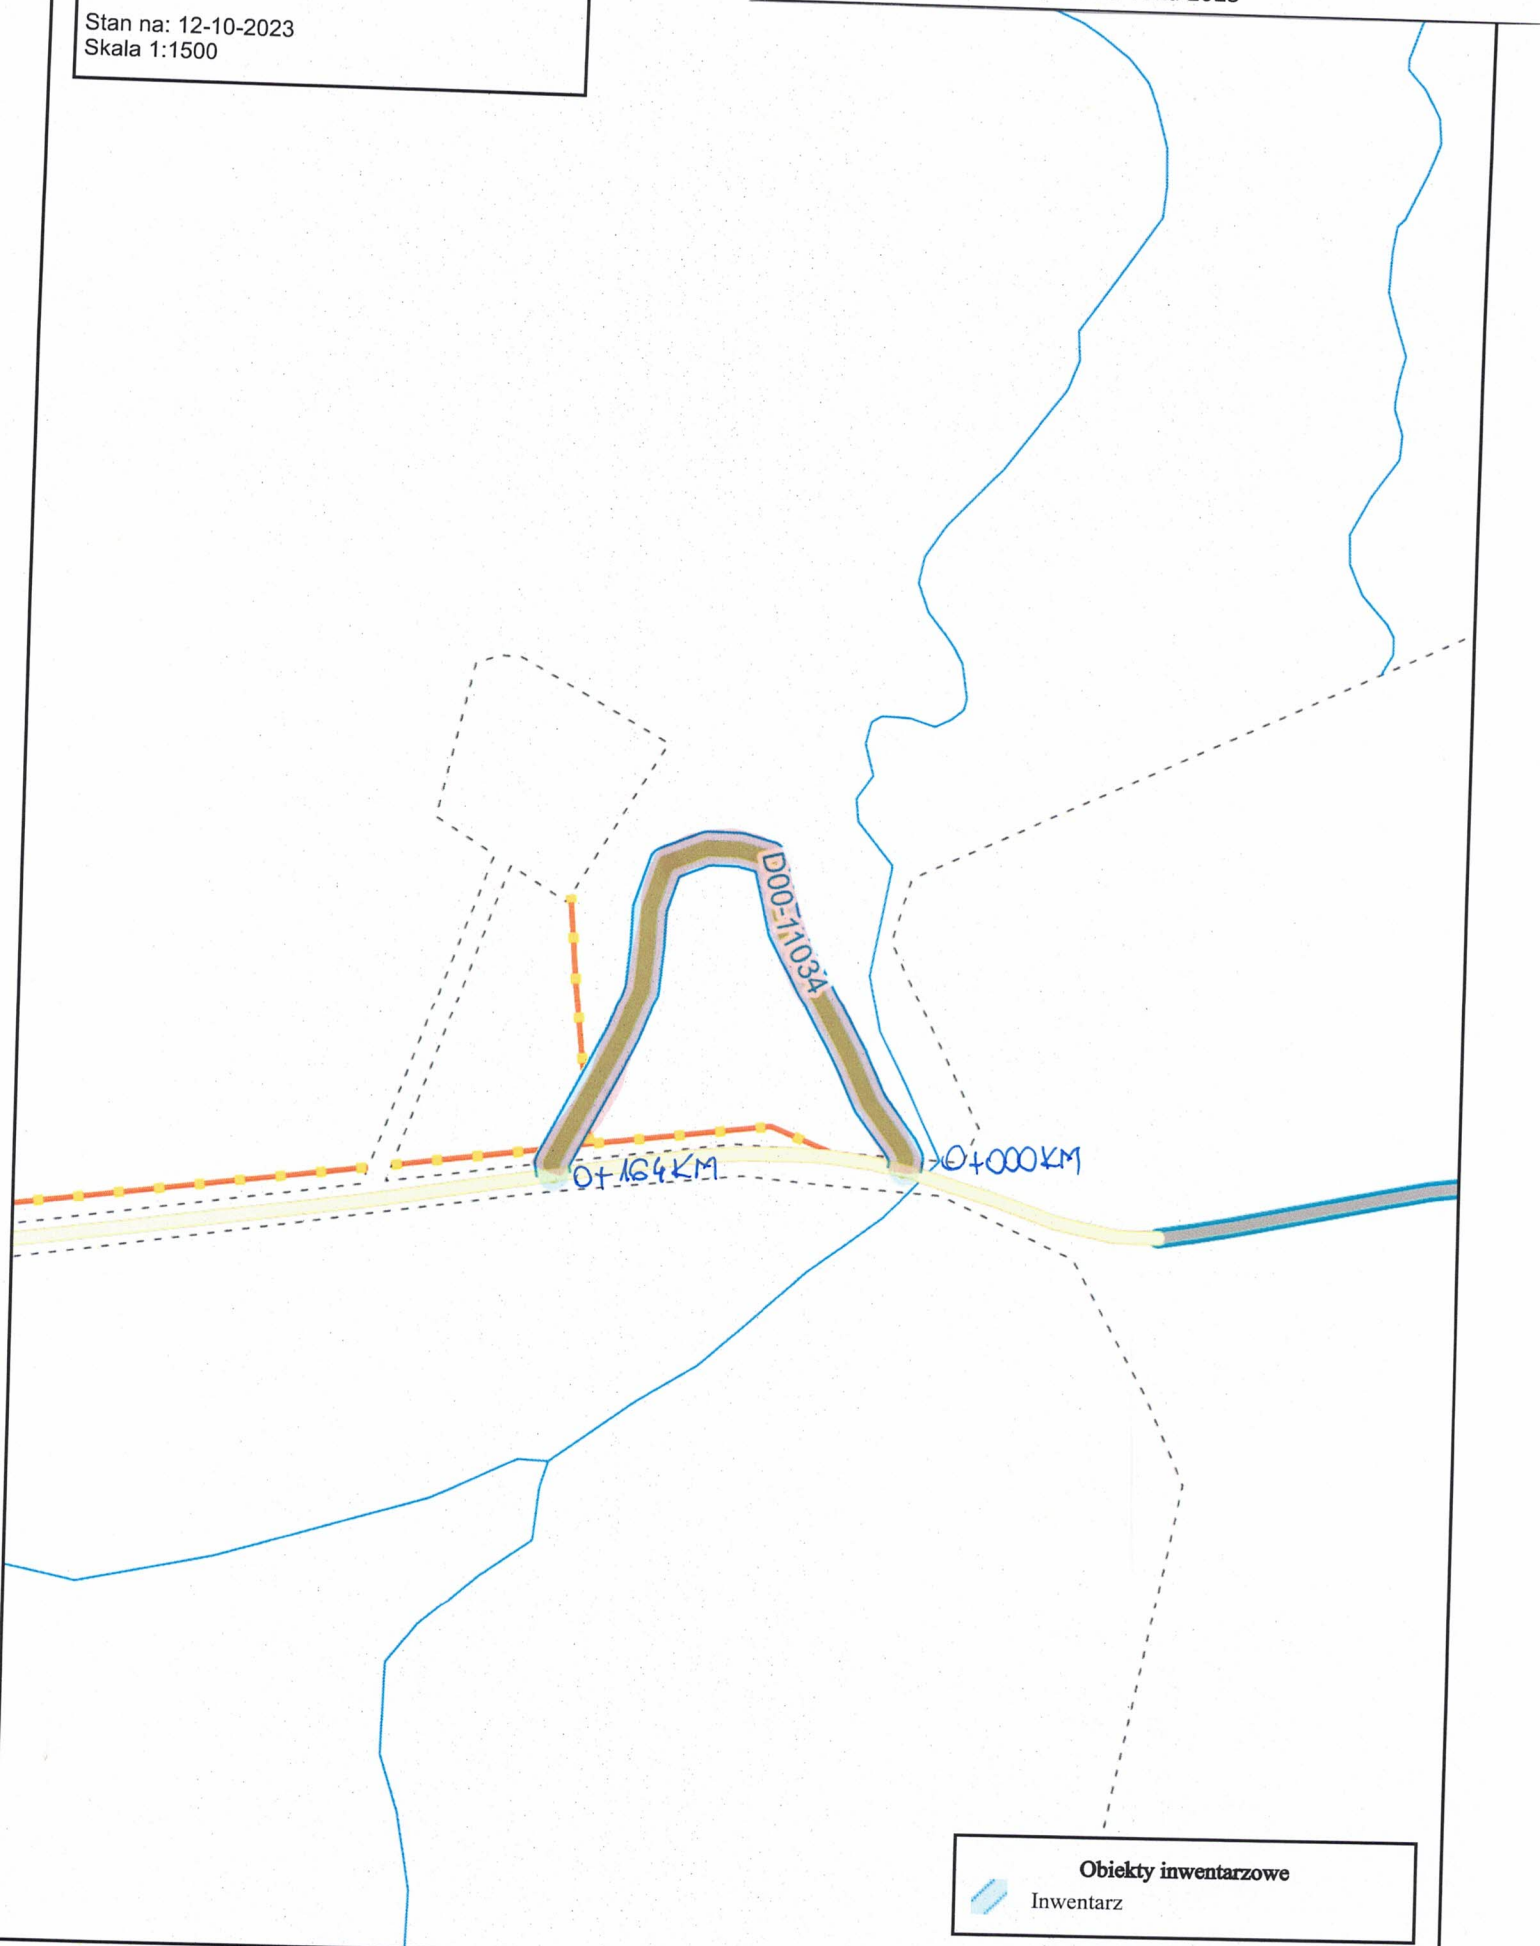 Stan na: 12-10-2023
Skala 1:1500
D00-11034
0+164KM
0+000KM
Obiekty inwentarzowe
Inwentarz